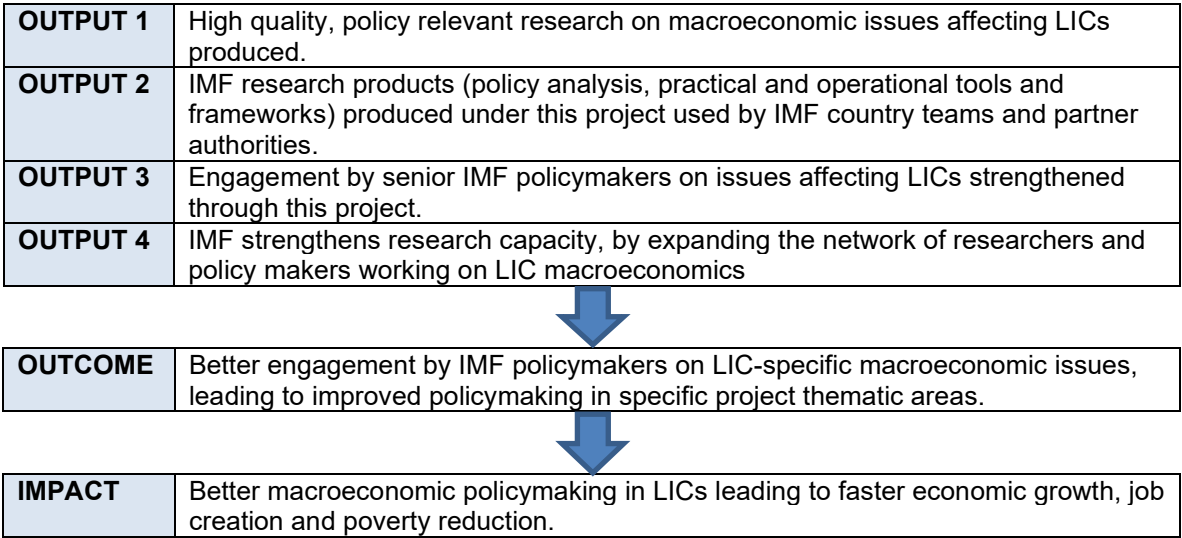 OUTPUT 1 High quality, policy relevant research on macroeconomic issues affecting LICs
produced.
OUTPUT 2 IMF research products (policy analysis, practical and operational tools and
frameworks) produced under this project used by IMF country teams and partner
authorities.
OUTPUT 3 Engagement by senior IMF policymakers on issues affecting LICs strengthened
through this project.
OUTPUT 4 IMF strengthens research capacity, by expanding the network of researchers and
policy makers working on LIC macroeconomics
OUTCOME Better engagement by IMF policymakers on LIC-specific macroeconomic issues,
leading to improved policymaking in specific project thematic areas.
IMPACT Better macroeconomic policymaking in LICs leading to faster economic growth, job
creation and poverty reduction.